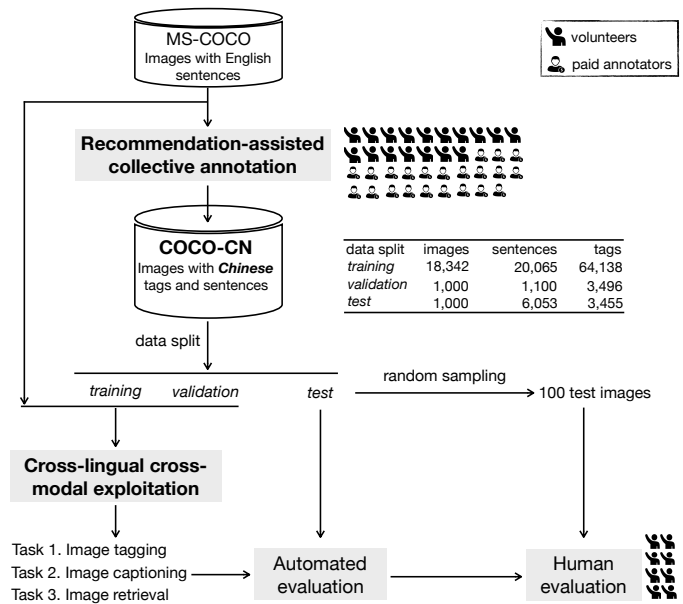 MS-COCO
Images with English
sentences
volunteers
paid annotators
Recommendation-assisted
collective annotation
COCO-CN
Images with Chinese
tags and sentences
data split images sentences tags
training 18,342 20,065 64,138
validation 1,000 1,100 3,496
test 1,000 6,053 3,455
data split
training validation test
random sampling
100 test images
Cross-lingual cross-
modal exploitation
Task 1. Image tagging
Task 2. Image captioning
Task 3. Image retrieval
Automated
evaluation
Human
evaluation